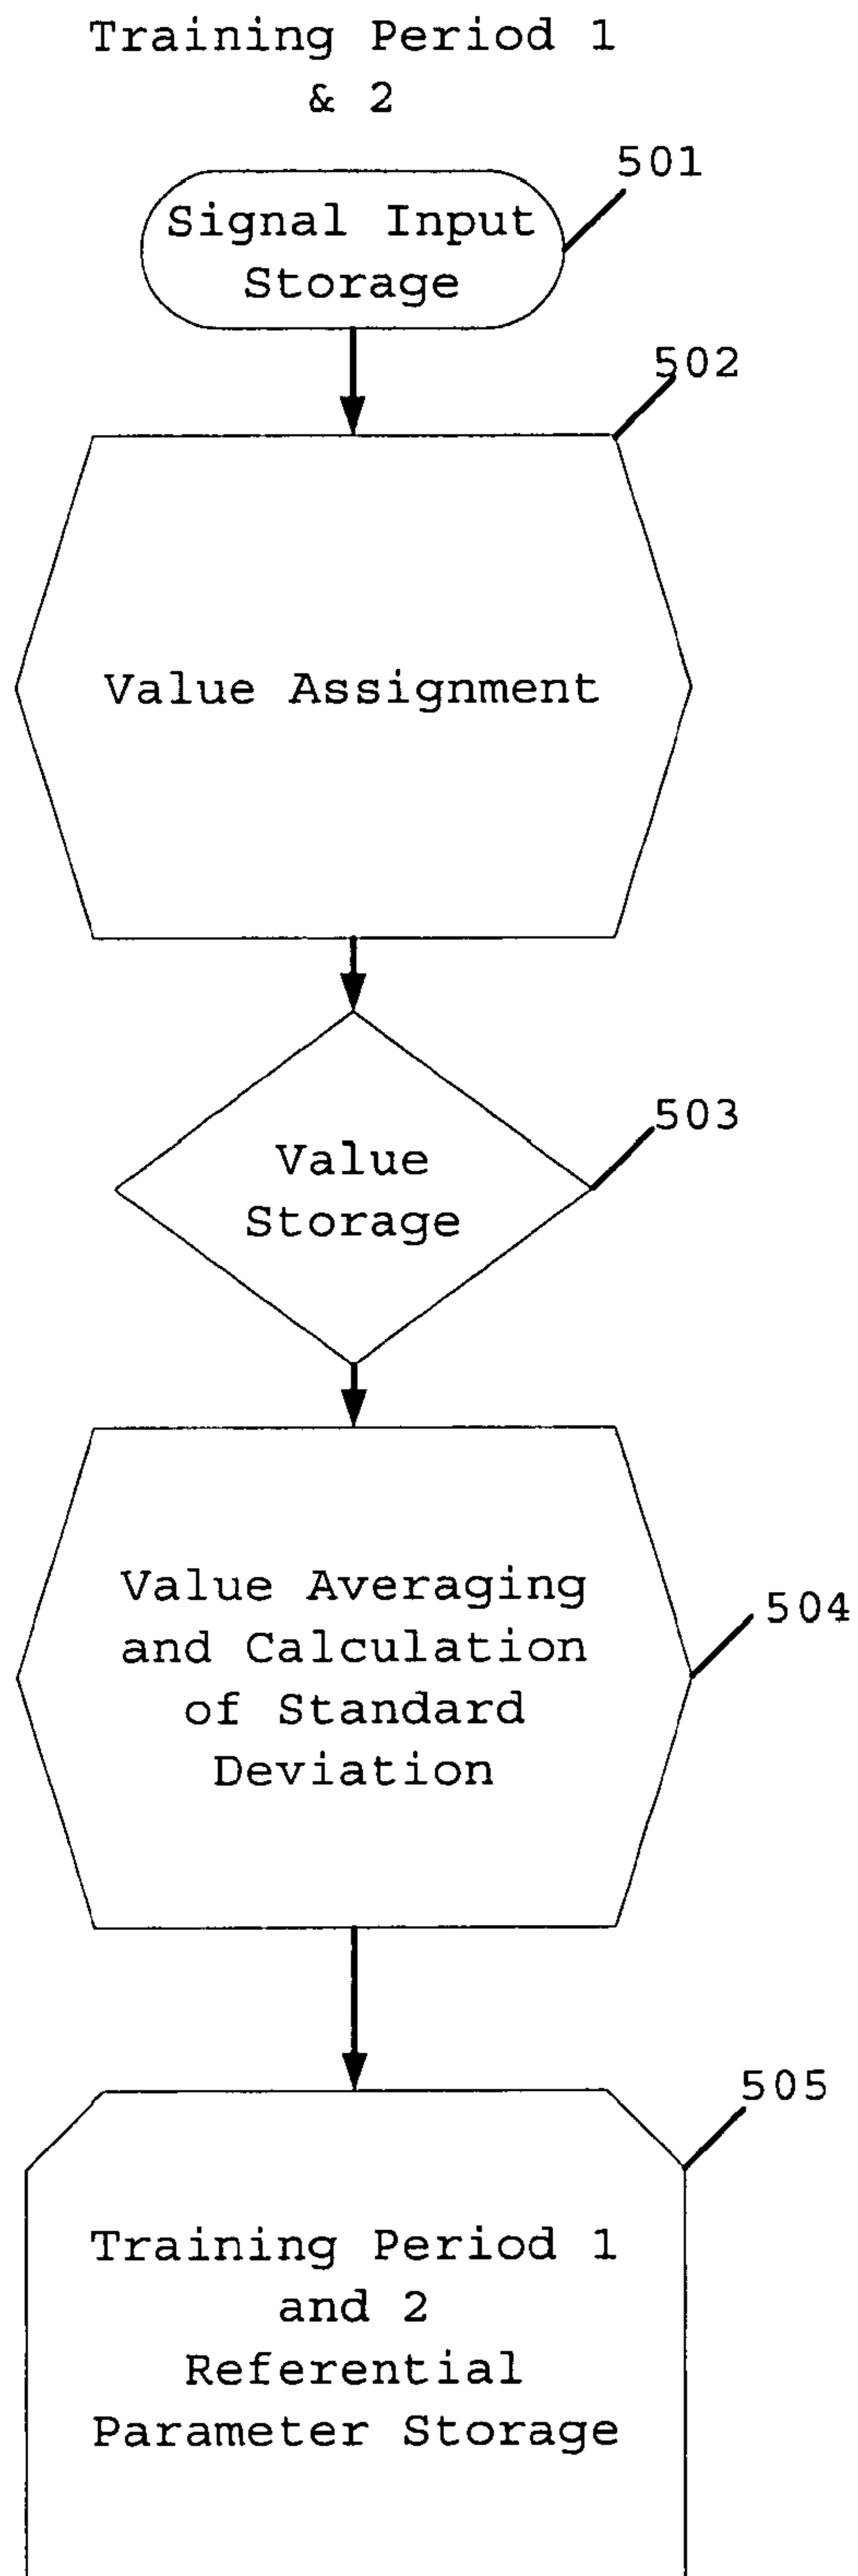 Training Period 1
& 2
501
Signal Input
Storage
502
Value Assignment
503
Value
Storage
Value Averaging
and Calculation
of Standard
Deviation
504
505
Training Period 1
and 2
Referential
Parameter Storage